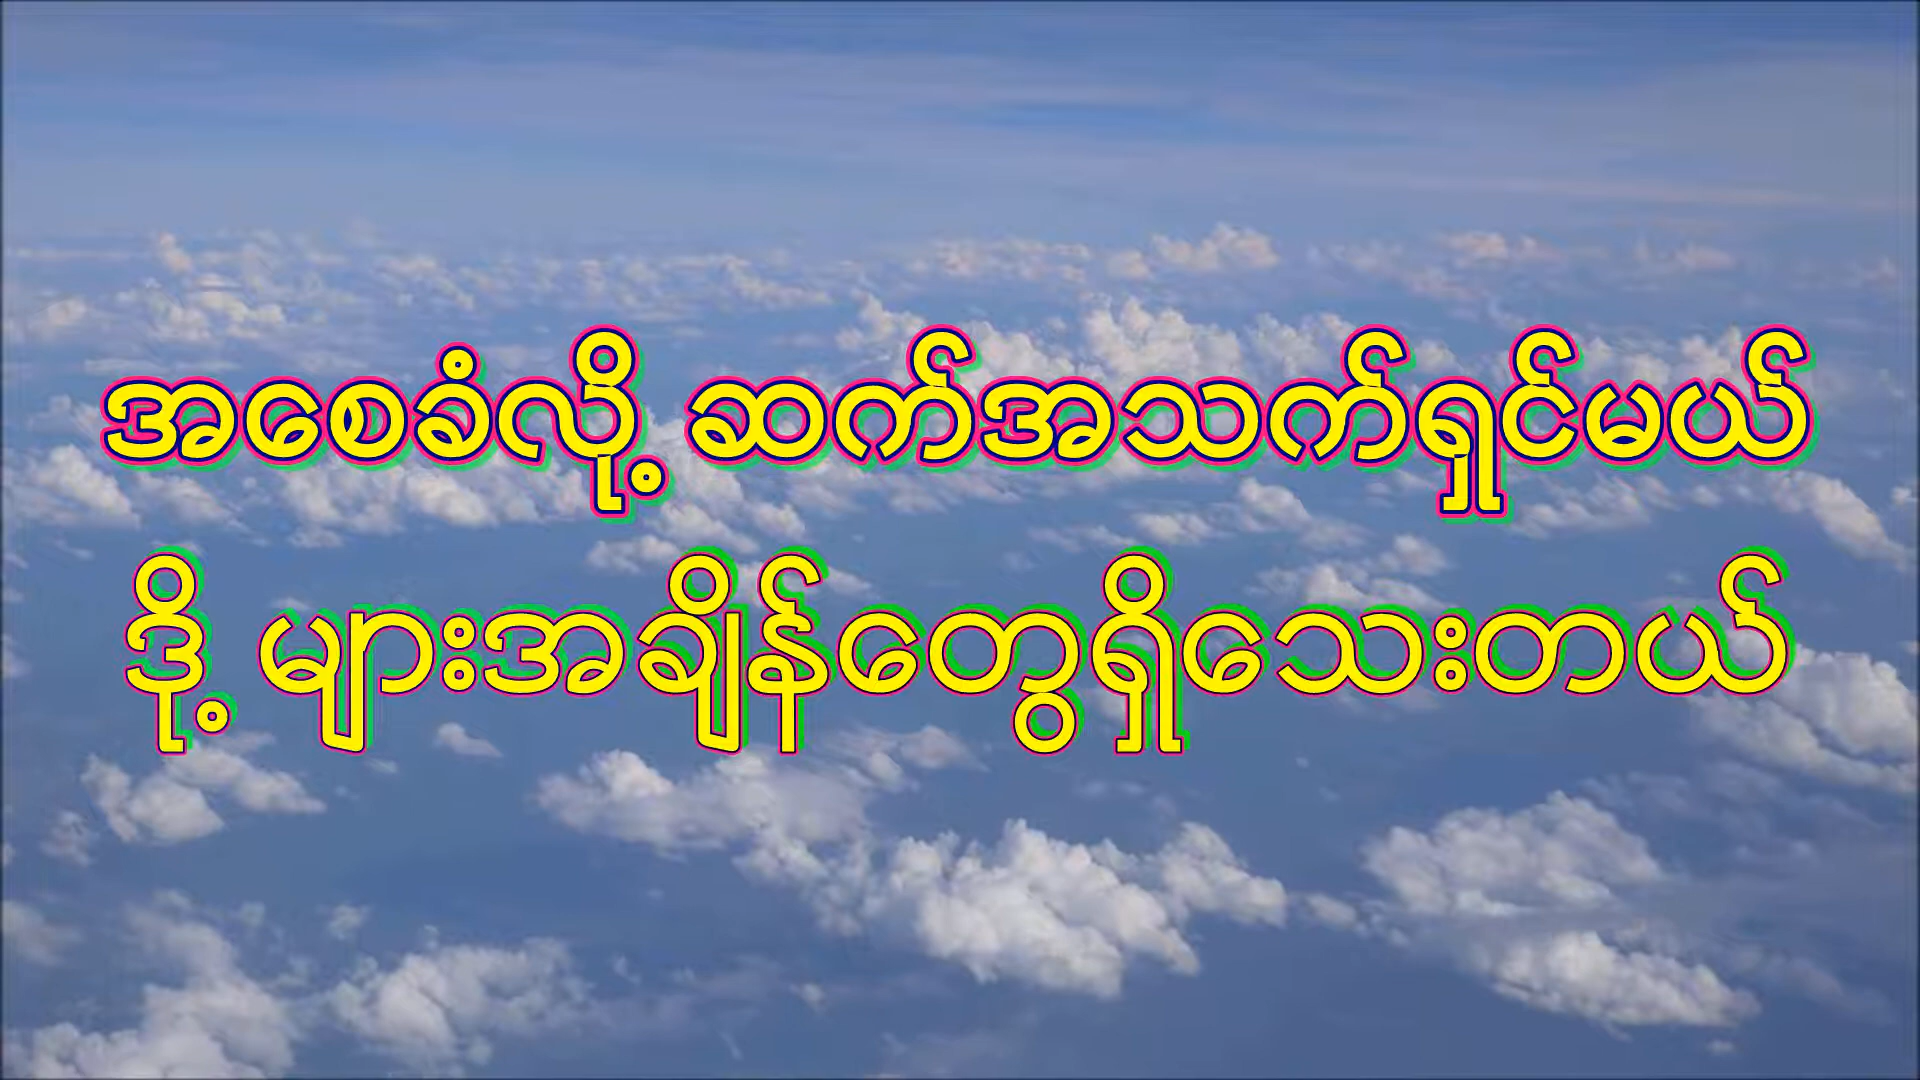 အစေခံလို့ ဆက်အသက်ရှင်မယ်
ဒို့ များအချိန်တွေရှိသေးတယ်